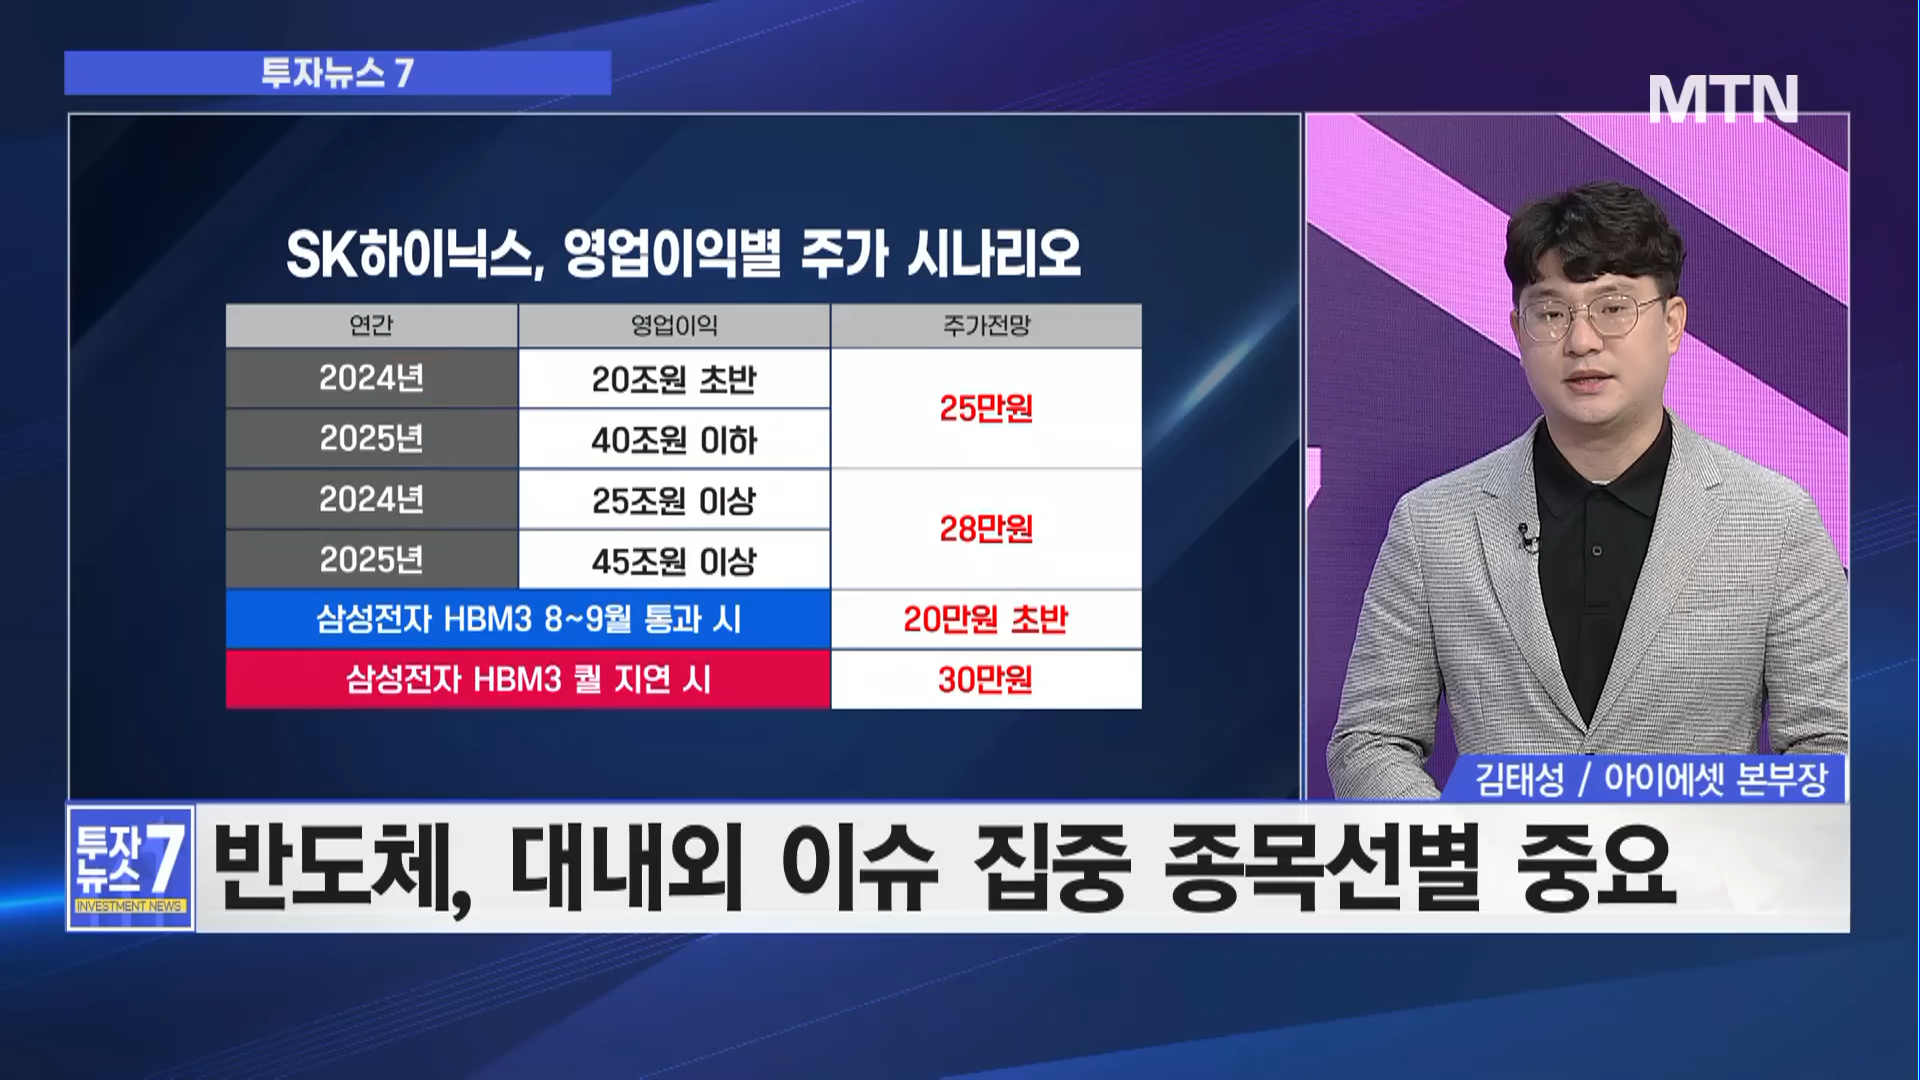 투자뉴스 7
MTN
SK하이닉스, 영업이익별 주가 시나리오
연간 영업이익 주가전망
2024년 20조원 초반 25만원
2025년 40조원 이하
2024년 25조원 이상 28만원
2025년 45조원 이상
삼성전자 HBM3 8~9월 통과 시 20만원 초반
삼성전자 HBM3 퀄 지연 시 30만원
김태성 / 아이에셋 본부장
투자
뉴스 7
INVESTMENT NEWS
반도체, 대내외 이슈 집중 종목선별 중요